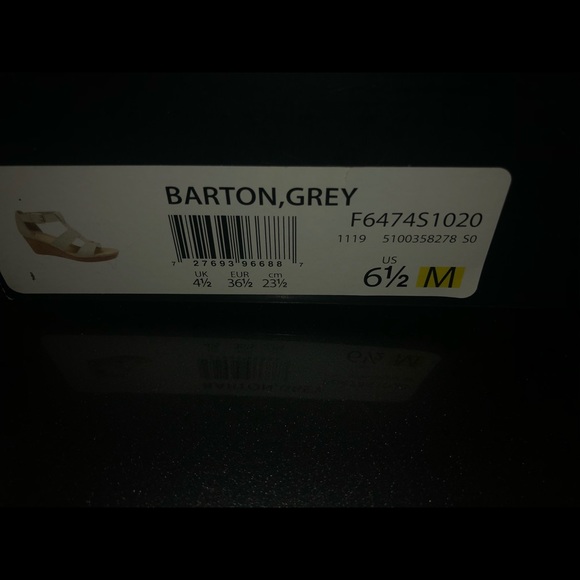 BARTON,GREY
F6474S1020
1119 5100358278 S0
7 27693 96688 7
UK EUR cm
4½ 36½ 23½
US
6½ M